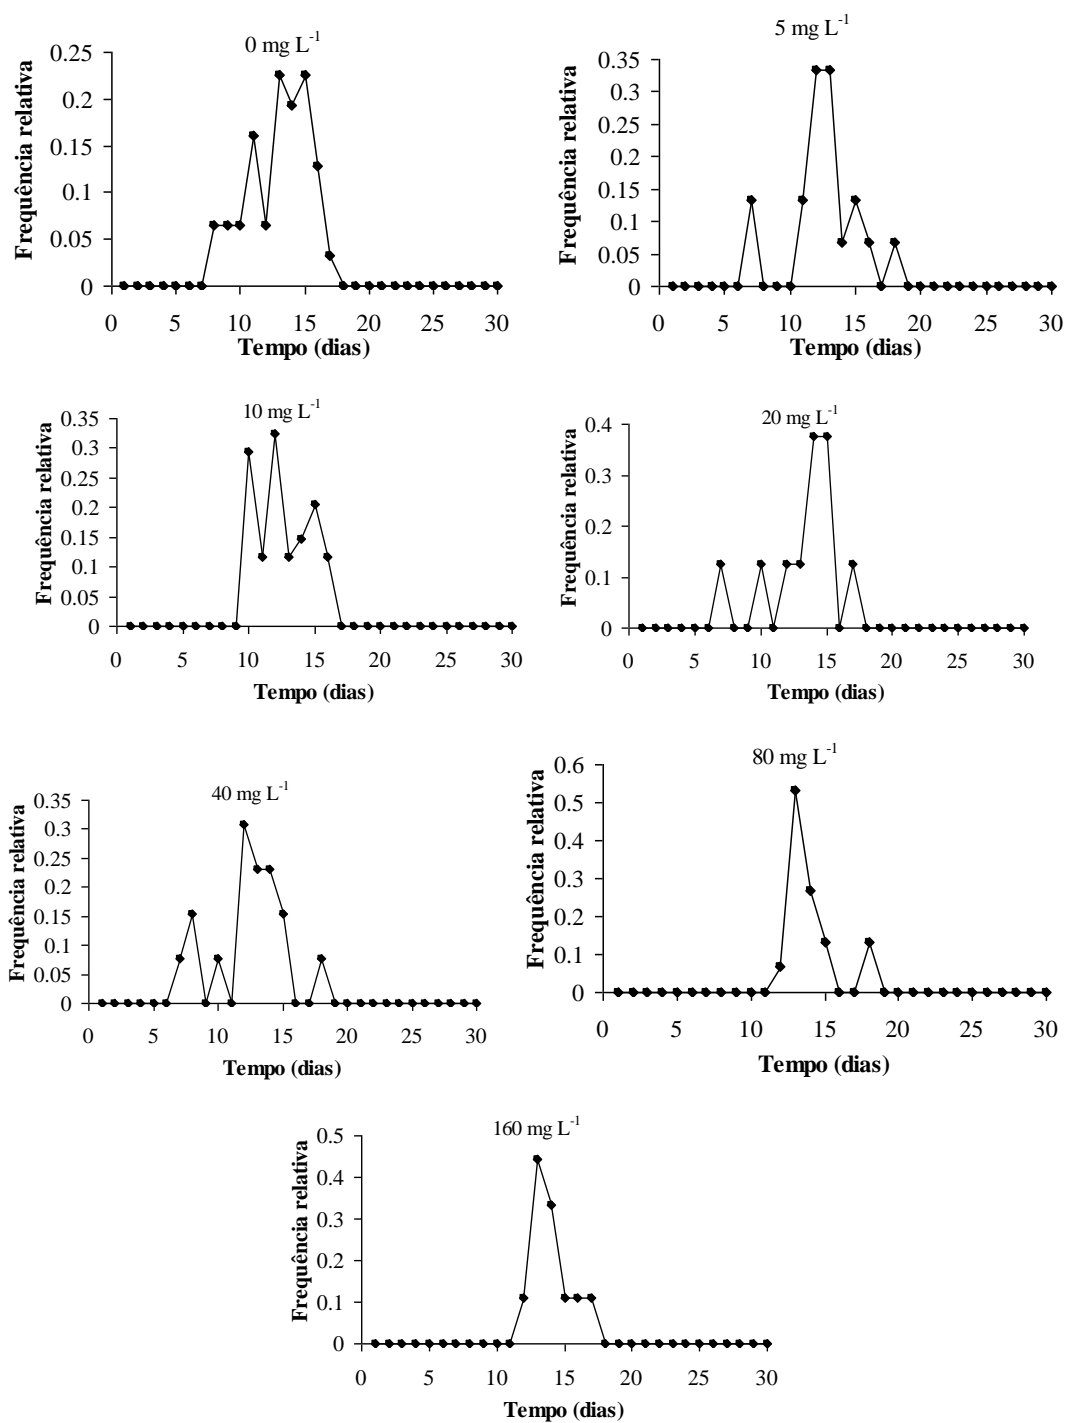 0 mg L-1
Frequência relativa
0.25
0.2
0.15
0.1
0.05
0
0 5 10 15 20 25 30
Tempo (dias)
5 mg L-1
Frequência relativa
0.35
0.3
0.25
0.2
0.15
0.1
0.05
0
0 5 10 15 20 25 30
Tempo (dias)
10 mg L-1
Frequência relativa
0.35
0.3
0.25
0.2
0.15
0.1
0.05
0
0 5 10 15 20 25 30
Tempo (dias)
20 mg L-1
Frequência relativa
0.4
0.3
0.2
0.1
0
0 5 10 15 20 25 30
Tempo (dias)
40 mg L-1
Frequência relativa
0.35
0.3
0.25
0.2
0.15
0.1
0.05
0
0 5 10 15 20 25 30
Tempo (dias)
80 mg L-1
Frequência relativa
0.6
0.5
0.4
0.3
0.2
0.1
0
0 5 10 15 20 25 30
Tempo (dias)
160 mg L-1
Frequência relativa
0.5
0.4
0.3
0.2
0.1
0
0 5 10 15 20 25 30
Tempo (dias)